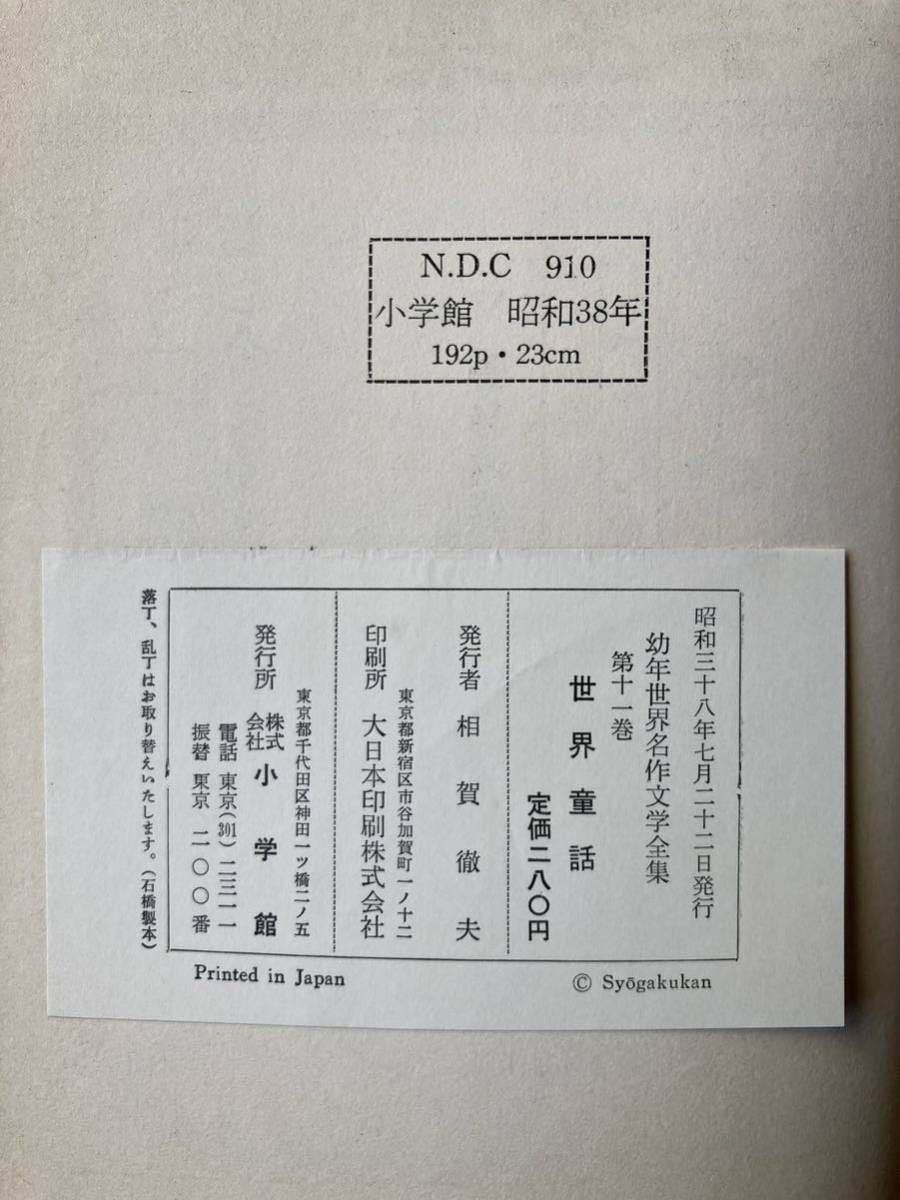 N.D.C 910
小学館 昭和38年
192p・23cm
昭和三十八年七月二十二日発行
幼年世界名作文学全集
第十一巻
世界童話
定価二八〇円
発行者 相賀徹夫
東京都新宿区市谷加賀町一ノ十二
印刷所 大日本印刷株式会社
東京都千代田区神田一ツ橋二ノ五
発行所 株式会社 小学館
電話 東京(301)二三一一
振替 東京 二〇〇番
落丁、乱丁はお取り替えいたします。(石橋製本)
Printed in Japan
© Syōgakukan